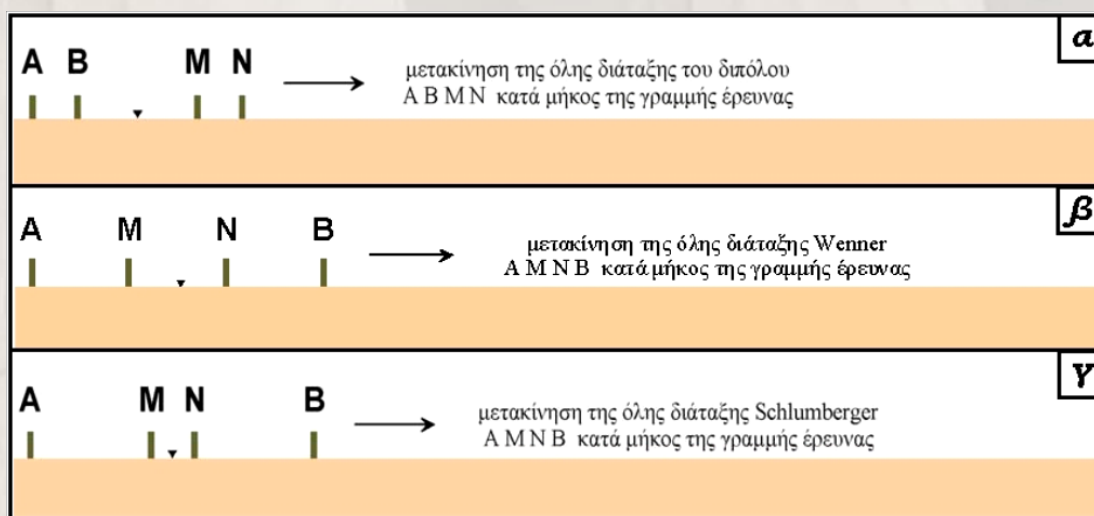 α
A B M N
μετακίνηση της όλης διάταξης του διπόλου
A B M N κατά μήκος της γραμμής έρευνας
β
A M N B
μετακίνηση της όλης διάταξης Wenner
A M N B κατά μήκος της γραμμής έρευνας
γ
A M N B
μετακίνηση της όλης διάταξης Schlumberger
A M N B κατά μήκος της γραμμής έρευνας